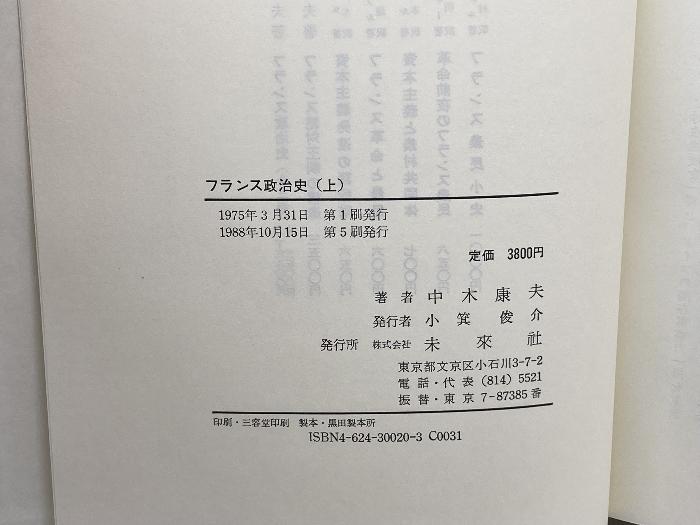 フランス政治史（上）
1975年3月31日 第1刷発行
1988年10月15日 第5刷発行
定価 3800円
著者 中木康夫
発行者 小箕俊介
発行所 株式会社 未來社
東京都文京区小石川3-7-2
電話・代表 (814) 5521
振替・東京 7-87385番
印刷・三容堂印刷 製本・黒田製本所
ISBN4-624-30020-3 C0031